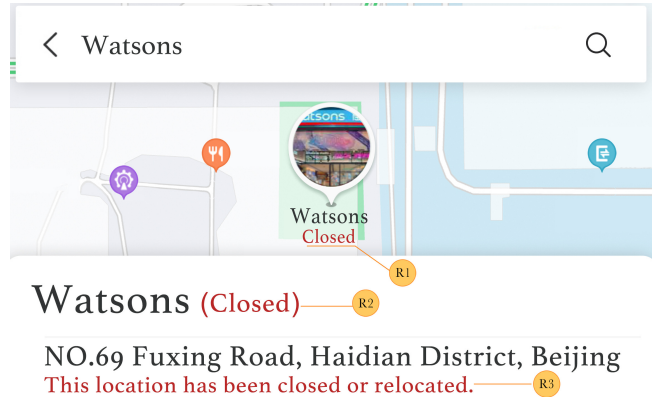 Watsons
atsons
Watsons
Closed
R1
Watsons (Closed)
R2
NO.69 Fuxing Road, Haidian District, Beijing
This location has been closed or relocated.
R3